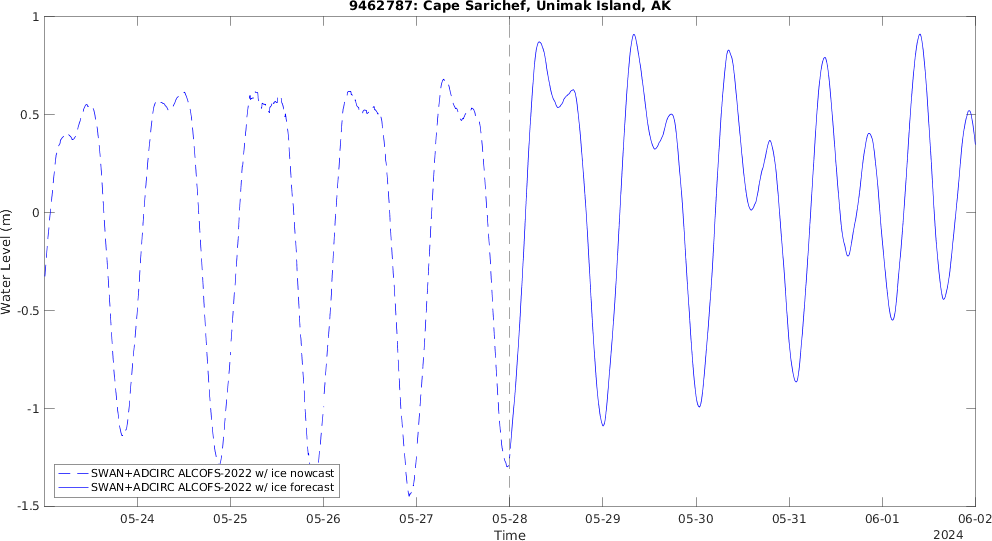 9462787: Cape Sarichef, Unimak Island, AK
Water Level (m)
1
0.5
0
-0.5
-1
-1.5
SWAN+ADCIRC ALCOFS-2022 w/ ice nowcast
SWAN+ADCIRC ALCOFS-2022 w/ ice forecast
05-24 05-25 05-26 05-27 05-28 05-29 05-30 05-31 06-01 06-02
Time
2024